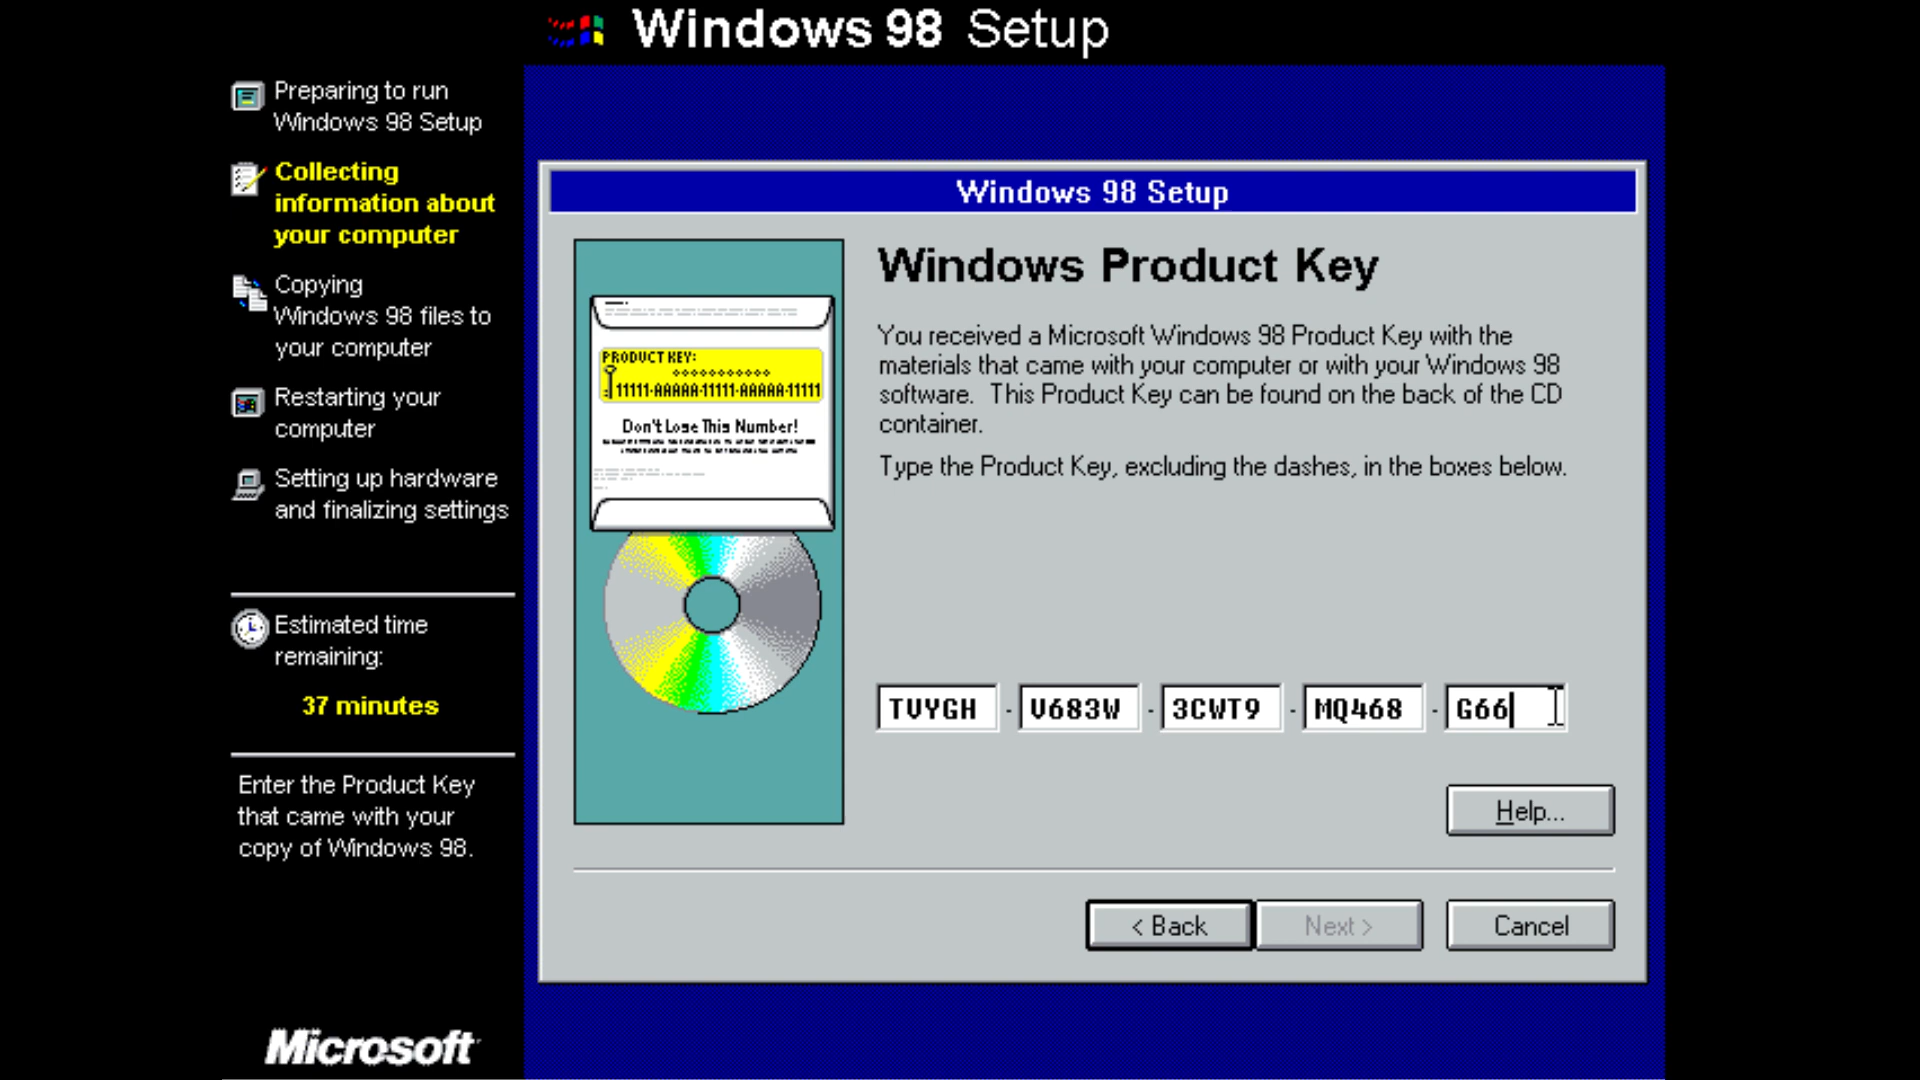 Windows 98 Setup
Preparing to run
Windows 98 Setup
Collecting
information about
your computer
Copying
Windows 98 files to
your computer
Restarting your
computer
Setting up hardware
and finalizing settings
Estimated time
remaining:
37 minutes
Enter the Product Key
that came with your
copy of Windows 98.
Microsoft
Windows 98 Setup
PRODUCT KEY:
11111-AAAAA-11111-AAAAA-11111
Don't Lose This Number!
Windows Product Key
You received a Microsoft Windows 98 Product Key with the
materials that came with your computer or with your Windows 98
software. This Product Key can be found on the back of the CD
container.
Type the Product Key, excluding the dashes, in the boxes below.
TVYGH - V683W - 3CWT9 - MQ468 - G66
Help...
< Back Next > Cancel